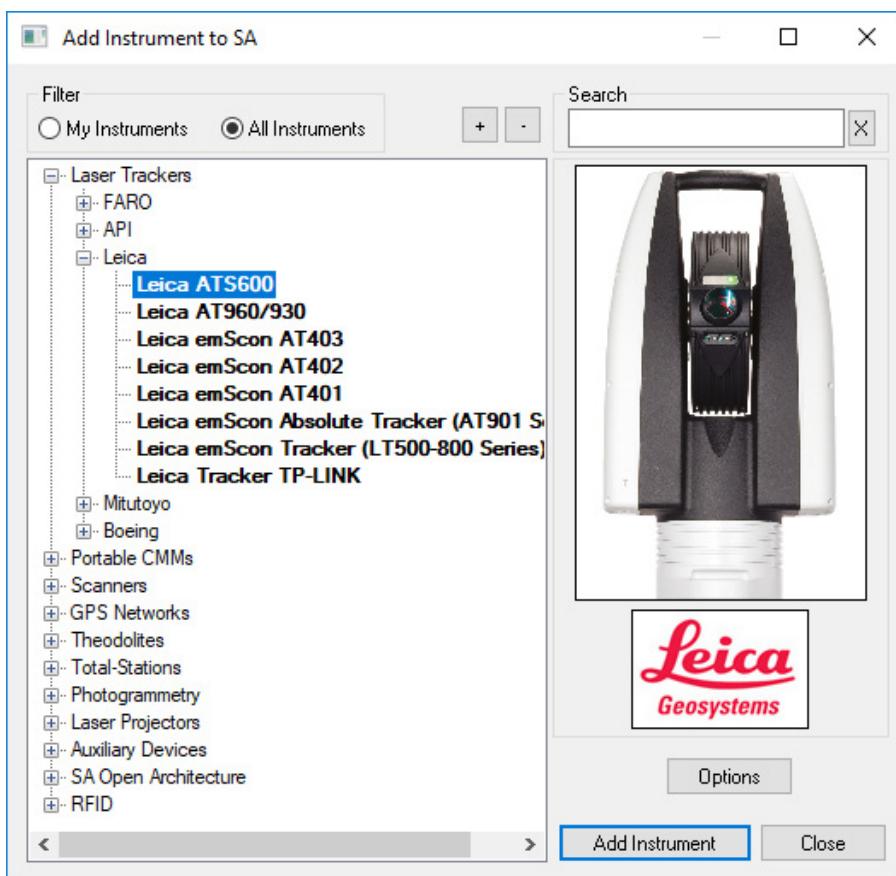 Add Instrument to SA
Filter
My Instruments All Instruments + -
Search
X
Laser Trackers
FARO
API
Leica
Leica ATS600
Leica AT960/930
Leica emScon AT403
Leica emScon AT402
Leica emScon AT401
Leica emScon Absolute Tracker (AT901 S
Leica emScon Tracker (LT500-800 Series)
Leica Tracker TP-LINK
Mitutoyo
Boeing
Portable CMMs
Scanners
GPS Networks
Theodolites
Total-Stations
Photogrammetry
Laser Projectors
Auxiliary Devices
SA Open Architecture
RFID
Leica
Geosystems
Options
Add Instrument Close